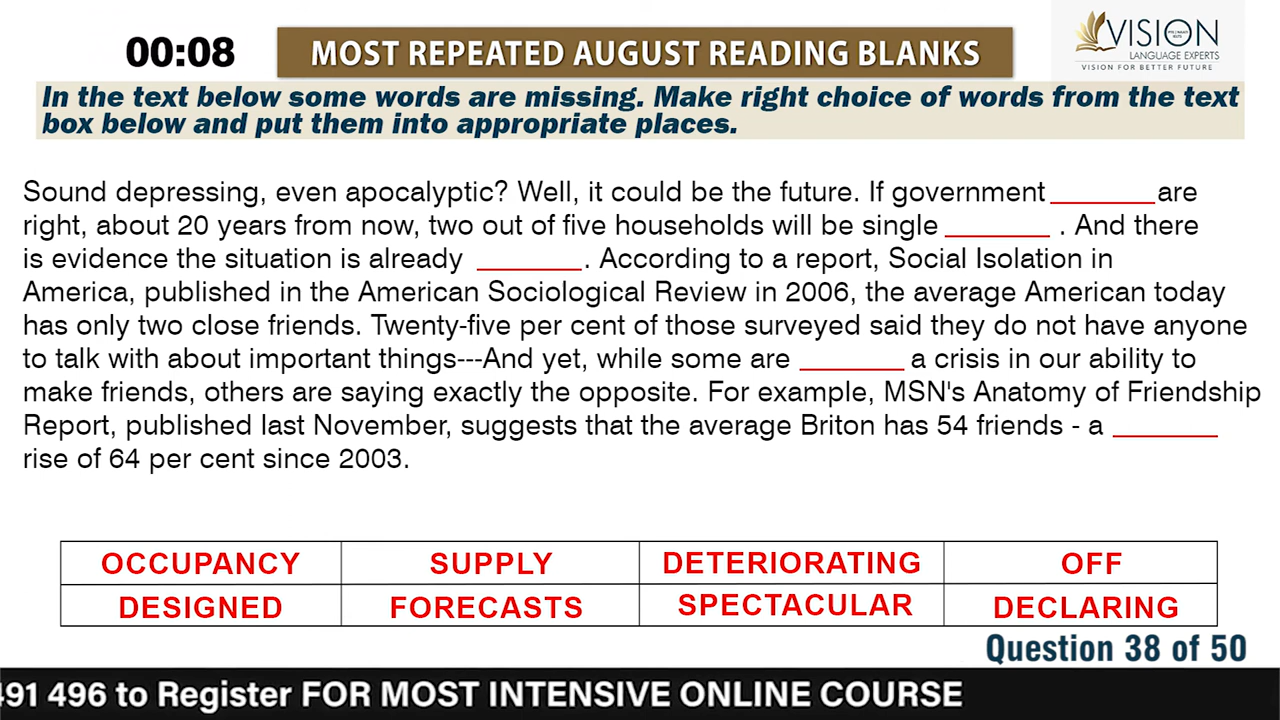 00:08
MOST REPEATED AUGUST READING BLANKS
VISION
LANGUAGE EXPERTS
VISION FOR BETTER FUTURE
In the text below some words are missing. Make right choice of words from the text
box below and put them into appropriate places.
Sound depressing, even apocalyptic? Well, it could be the future. If government ________ are
right, about 20 years from now, two out of five households will be single ________ . And there
is evidence the situation is already ________. According to a report, Social Isolation in
America, published in the American Sociological Review in 2006, the average American today
has only two close friends. Twenty-five per cent of those surveyed said they do not have anyone
to talk with about important things---And yet, while some are ________ a crisis in our ability to
make friends, others are saying exactly the opposite. For example, MSN's Anatomy of Friendship
Report, published last November, suggests that the average Briton has 54 friends - a ________
rise of 64 per cent since 2003.
OCCUPANCY SUPPLY DETERIORATING OFF
DESIGNED FORECASTS SPECTACULAR DECLARING
Question 38 of 50
491 496 to Register FOR MOST INTENSIVE ONLINE COURSE